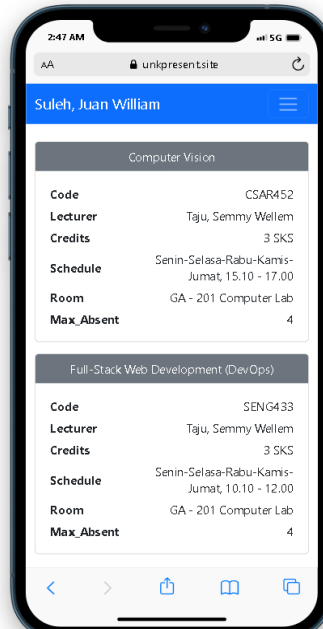 2:47 AM 5G
AA unkpresent.site
Suleh, Juan William
Computer Vision
Code CSAR452
Lecturer Taju, Semmy Wellem
Credits 3 SKS
Schedule Senin-Selasa-Rabu-Kamis-
Jumat, 15.10 - 17.00
Room GA - 201 Computer Lab
Max_Absent 4
Full-Stack Web Development (DevOps)
Code SENG433
Lecturer Taju, Semmy Wellem
Credits 3 SKS
Schedule Senin-Selasa-Rabu-Kamis-
Jumat, 10.10 - 12.00
Room GA - 201 Computer Lab
Max_Absent 4